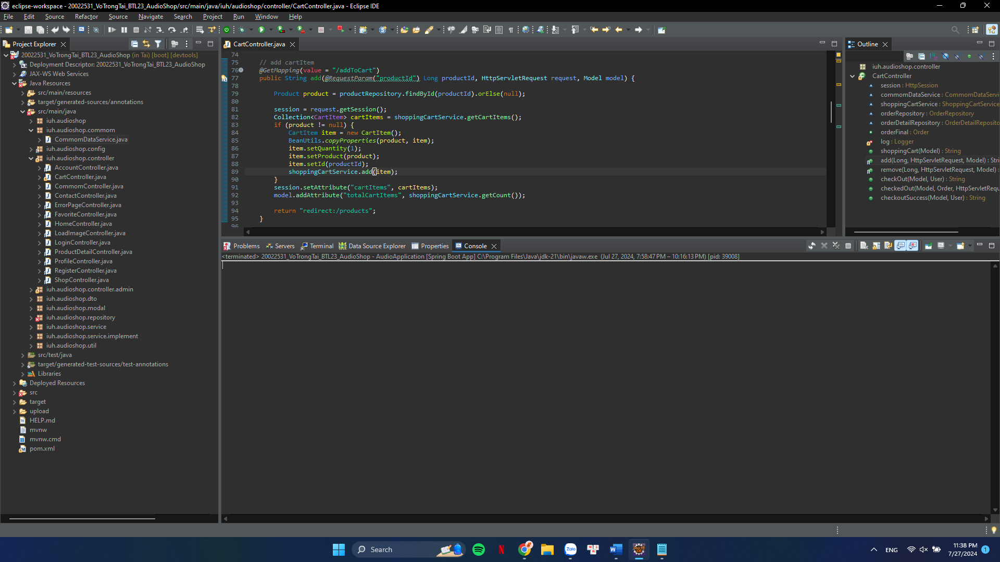 eclipse-workspace - 20022531_VoTrongTai_BTL23_AudioShop/src/main/java/iuh/audioshop/controller/CartController.java - Eclipse IDE
File Edit Source Refactor Source Navigate Search Project Run Window Help
Project Explorer
20022531_VoTrongTai_BTL23_AudioShop (in Tai) [boot] [devtools]
Deployment Descriptor: 20022531_VoTrongTai_BTL23_AudioShop
JAX-WS Web Services
Java Resources
src/main/resources
target/generated-sources/annotations
src/main/java
iuh.audioshop
iuh.audioshop.commom
CommomDataService.java
iuh.audioshop.config
iuh.audioshop.controller
AccountController.java
CartController.java
CommomController.java
ContactController.java
ErrorPageController.java
FavoriteController.java
HomeController.java
LoadImageController.java
LoginController.java
ProductDetailController.java
ProfileController.java
RegisterController.java
ShopController.java
iuh.audioshop.controller.admin
iuh.audioshop.dto
iuh.audioshop.modal
iuh.audioshop.repository
iuh.audioshop.service
iuh.audioshop.service.implement
iuh.audioshop.util
src/test/java
target/generated-test-sources/test-annotations
Libraries
Deployed Resources
src
target
upload
HELP.md
mvnw
mvnw.cmd
pom.xml
CartController.java
74
75 // add cartItem
76 @GetMapping(value = "/addToCart")
77 public String add(@RequestParam("productId") Long productId, HttpServletRequest request, Model model) {
78
79 Product product = productRepository.findById(productId).orElse(null);
80
81 session = request.getSession();
82 Collection<CartItem> cartItems = shoppingCartService.getCartItems();
83 if (product != null) {
84 CartItem item = new CartItem();
85 BeanUtils.copyProperties(product, item);
86 item.setQuantity(1);
87 item.setProduct(product);
88 item.setId(productId);
89 shoppingCartService.add(item);
90 }
91 session.setAttribute("cartItems", cartItems);
92 model.addAttribute("totalCartItems", shoppingCartService.getCount());
93
94 return "redirect:/products";
95 }
96
Outline
iuh.audioshop.controller
CartController
session : HttpSession
commomDataService : CommomDataServi
shoppingCartService : ShoppingCartService
orderRepository : OrderRepository
orderDetailRepository : OrderDetailReposito
orderFinal : Order
log : Logger
shoppingCart(Model) : String
add(Long, HttpServletRequest, Model) : Stri
remove(Long, HttpServletRequest, Model) :
checkOut(Model, User) : String
checkedOut(Model, Order, HttpServletRequ
checkoutSuccess(Model, User) : String
Problems Servers Terminal Data Source Explorer Properties Console
<terminated> 20022531_VoTrongTai_BTL23_AudioShop - AudioApplication [Spring Boot App] C:\Program Files\Java\jdk-21\bin\javaw.exe (Jul 27, 2024, 7:58:47 PM – 10:16:13 PM) [pid: 39008]
Search
Zalo
ENG
11:38 PM
7/27/2024
1